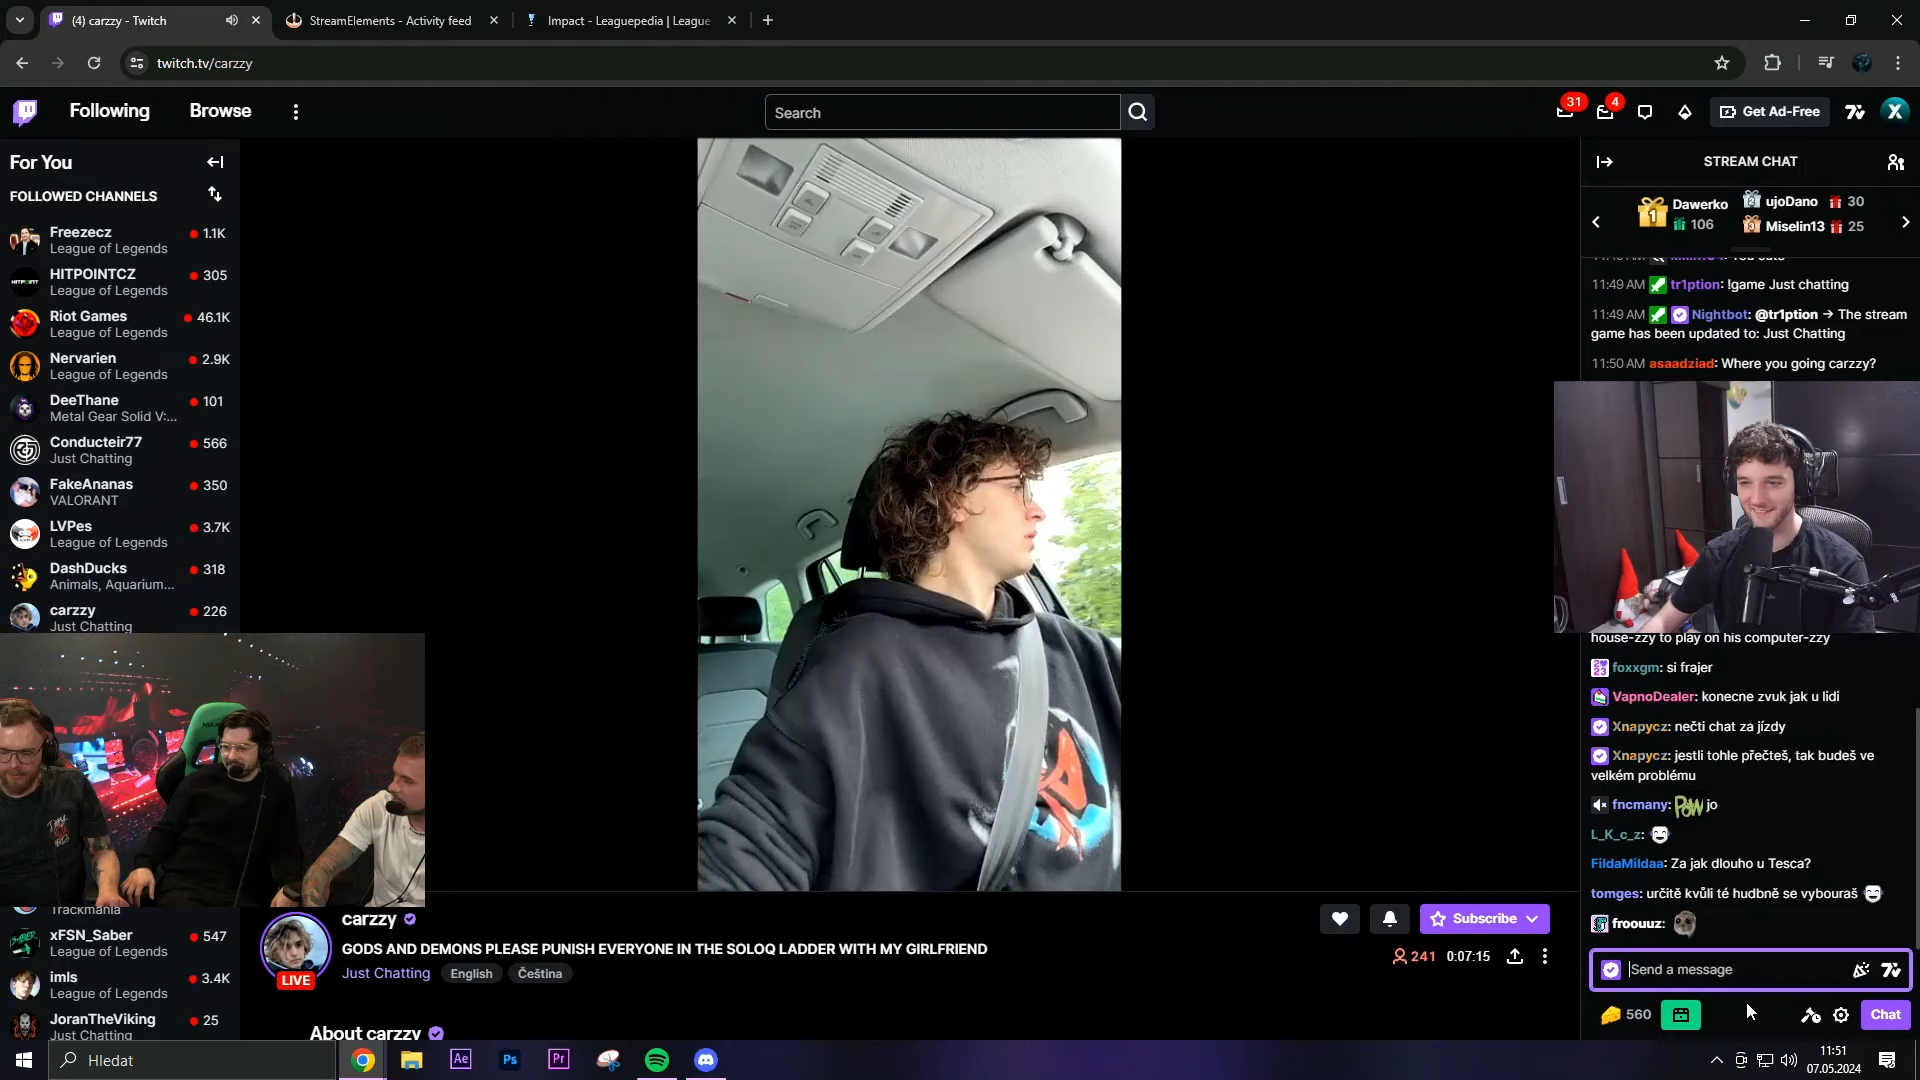 (4) carzzy - Twitch
StreamElements - Activity feed
Impact - Leaguepedia | League
twitch.tv/carzzy
Following
Browse
Search
31
4
Get Ad-Free
X
For You
FOLLOWED CHANNELS
Freezecz
1.1K
League of Legends
HITPOINTCZ
305
League of Legends
Riot Games
46.1K
League of Legends
Nervarien
2.9K
League of Legends
DeeThane
101
Metal Gear Solid V:...
Conducteir77
566
Just Chatting
FakeAnanas
350
VALORANT
LVPes
3.7K
League of Legends
DashDucks
318
Animals, Aquarium...
carzzy
226
Just Chatting
Trackmania
xFSN_Saber
547
League of Legends
imls
3.4K
League of Legends
JoranTheViking
25
Just Chatting
carzzy
GODS AND DEMONS PLEASE PUNISH EVERYONE IN THE SOLOQ LADDER WITH MY GIRLFRIEND
LIVE
Just Chatting
English
Čeština
Subscribe
241
0:07:15
About carzzy
STREAM CHAT
1
Dawerko
106
ujoDano
30
Miselin13
25
11:49 AM tr1ption: !game Just chatting
11:49 AM Nightbot: @tr1ption → The stream
game has been updated to: Just Chatting
11:50 AM asaadziad: Where you going carzzy?
house-zzy to play on his computer-zzy
foxxgm: si frajer
VapnoDealer: konecne zvuk jak u lidi
Xnapycz: nečti chat za jízdy
Xnapycz: jestli tohle přečteš, tak budeš ve
velkém problému
fncmany: jo
L_K_c_z:
FildaMildaa: Za jak dlouho u Tesca?
tomges: určitě kvůli té hudbně se vybouraš
froouuz:
Send a message
560
Chat
Hledat
Ae
Ps
Pr
11:51
07.05.2024